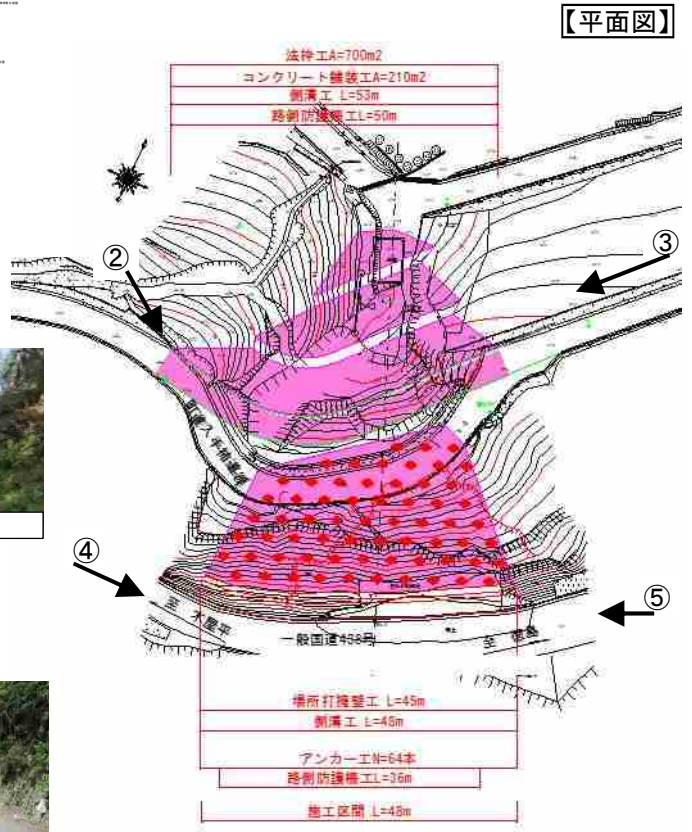 【平面図】
法枠工A=700m2
コンクリート舗装工A=210m2
側溝工 L=53m
路側防護柵工L=50m
②
③
④
⑤
至 木屋平
一般国道438号
至 徳島
場所打擁壁工 L=45m
側溝工 L=48m
アンカー工N=64本
路側防護柵工L=36m
施工区間 L=48m